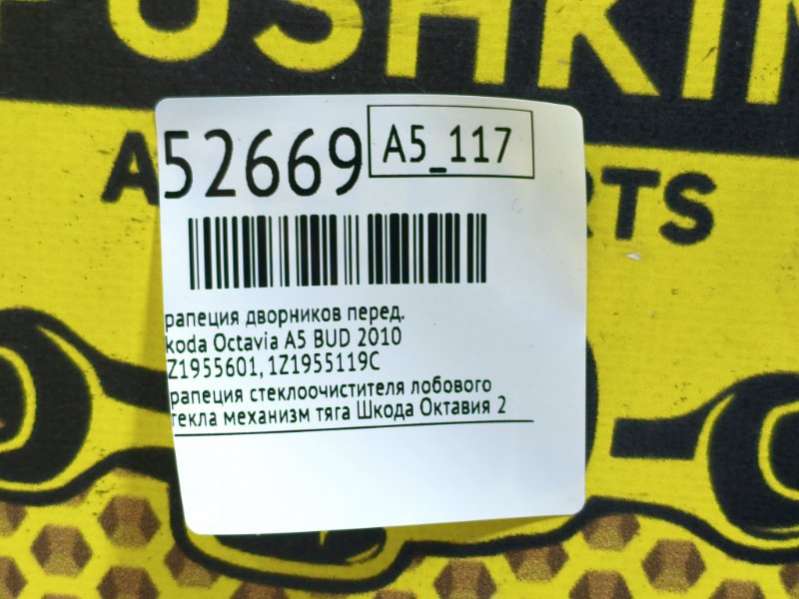 USHKIN
A RTS
52669 A5_117
рапеция дворников перед.
koda Octavia A5 BUD 2010
Z1955601, 1Z1955119C
рапеция стеклоочистителя лобового
текла механизм тяга Шкода Октавия 2